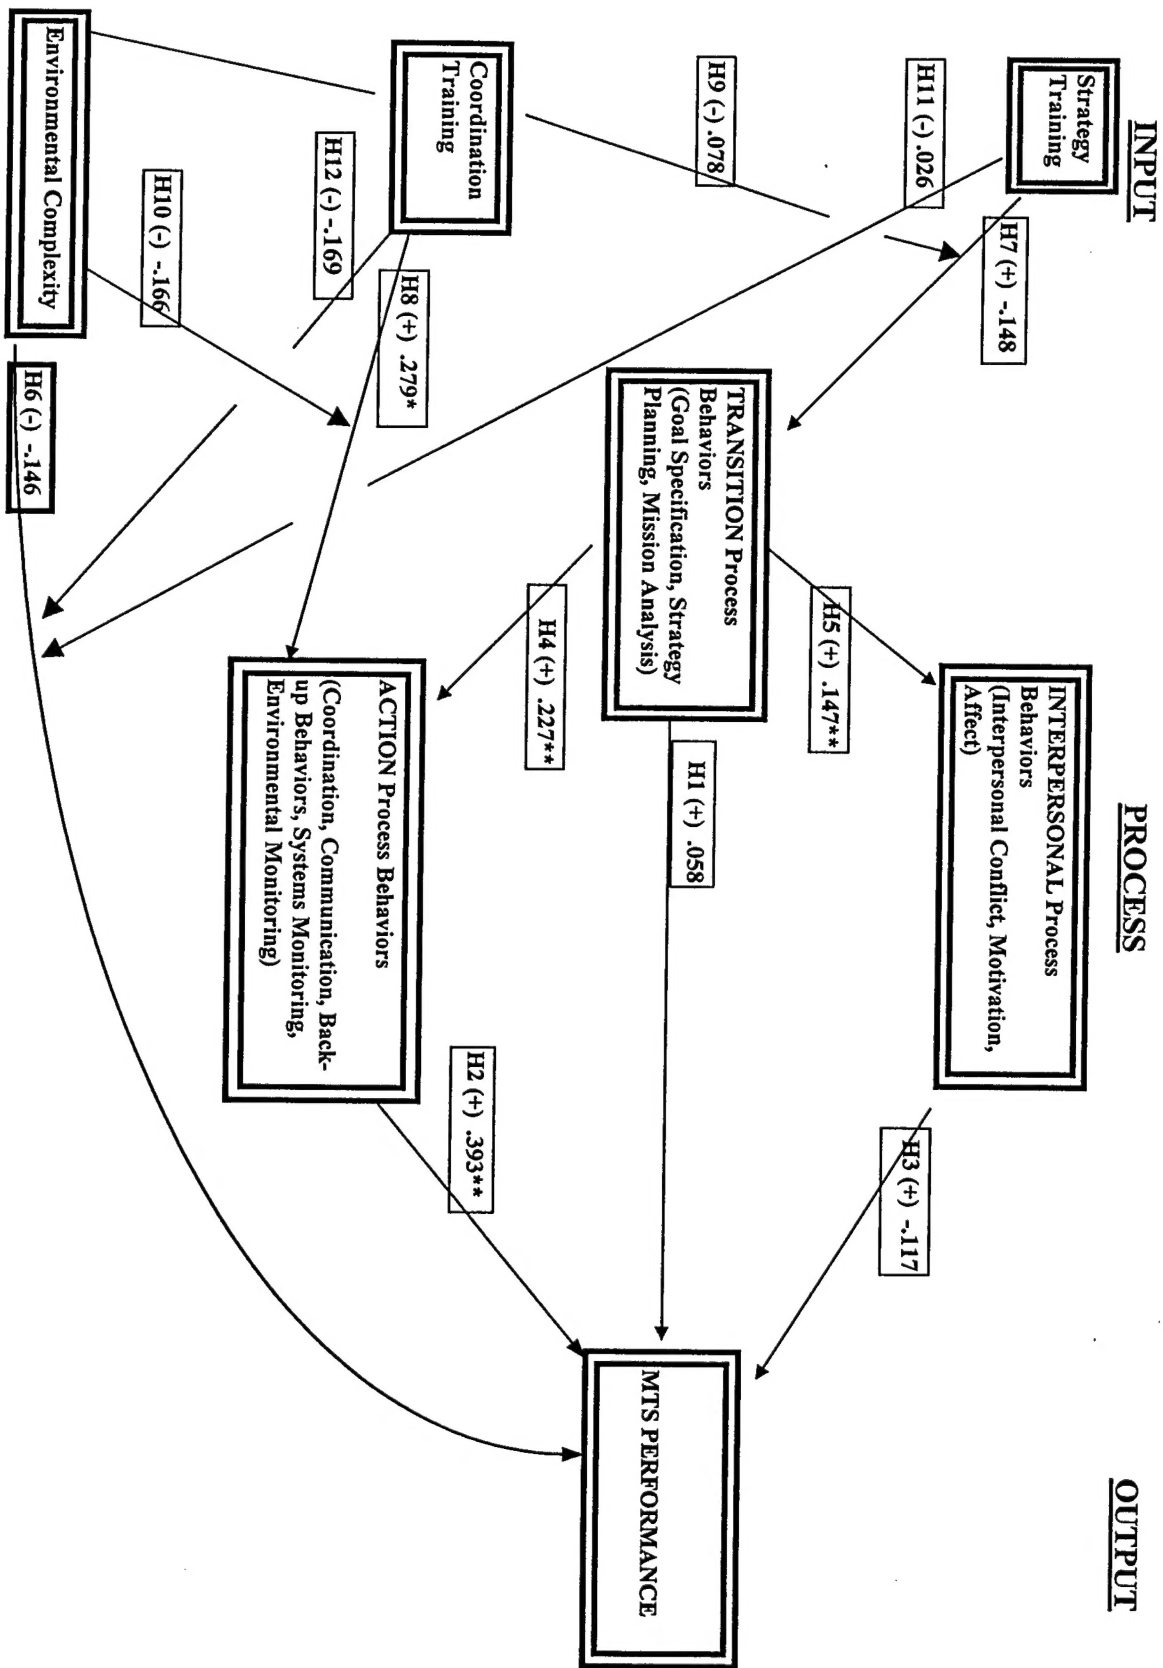 INPUT
PROCESS
OUTPUT
Strategy
Training
H7 (+) -.148
H11 (-) .026
H9 (-) .078
Coordination
Training
H12 (-) -.169
H8 (+) .279*
H10 (-) -.166
Environmental Complexity
H6 (-) -.146
TRANSITION Process
Behaviors
(Goal Specification, Strategy
Planning, Mission Analysis)
H5 (+) .147**
H4 (+) .227**
H1 (+) .058
INTERPERSONAL Process
Behaviors
(Interpersonal Conflict, Motivation,
Affect)
H3 (+) -.117
ACTION Process Behaviors
(Coordination, Communication, Back-
up Behaviors, Systems Monitoring,
Environmental Monitoring)
H2 (+) .393**
MTS PERFORMANCE